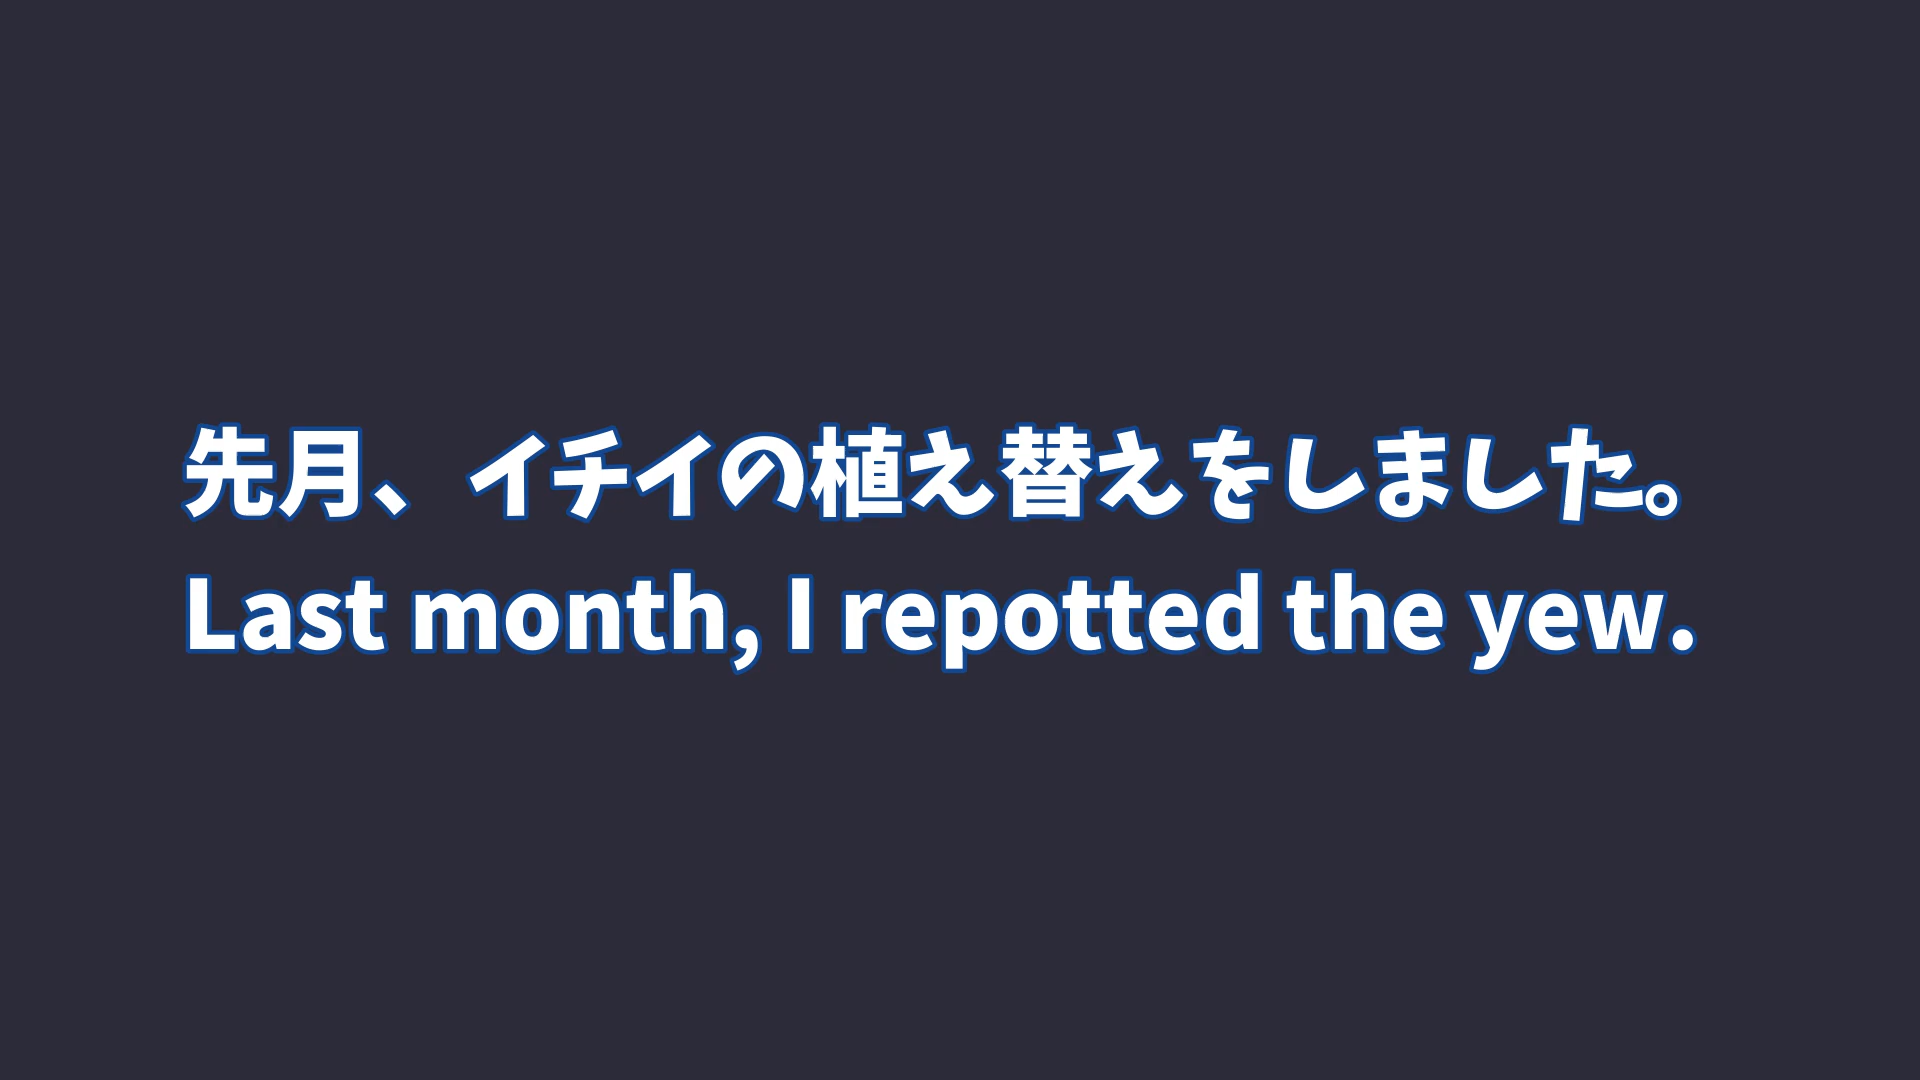 先月、イチイの植え替えをしました。
Last month, I repotted the yew.